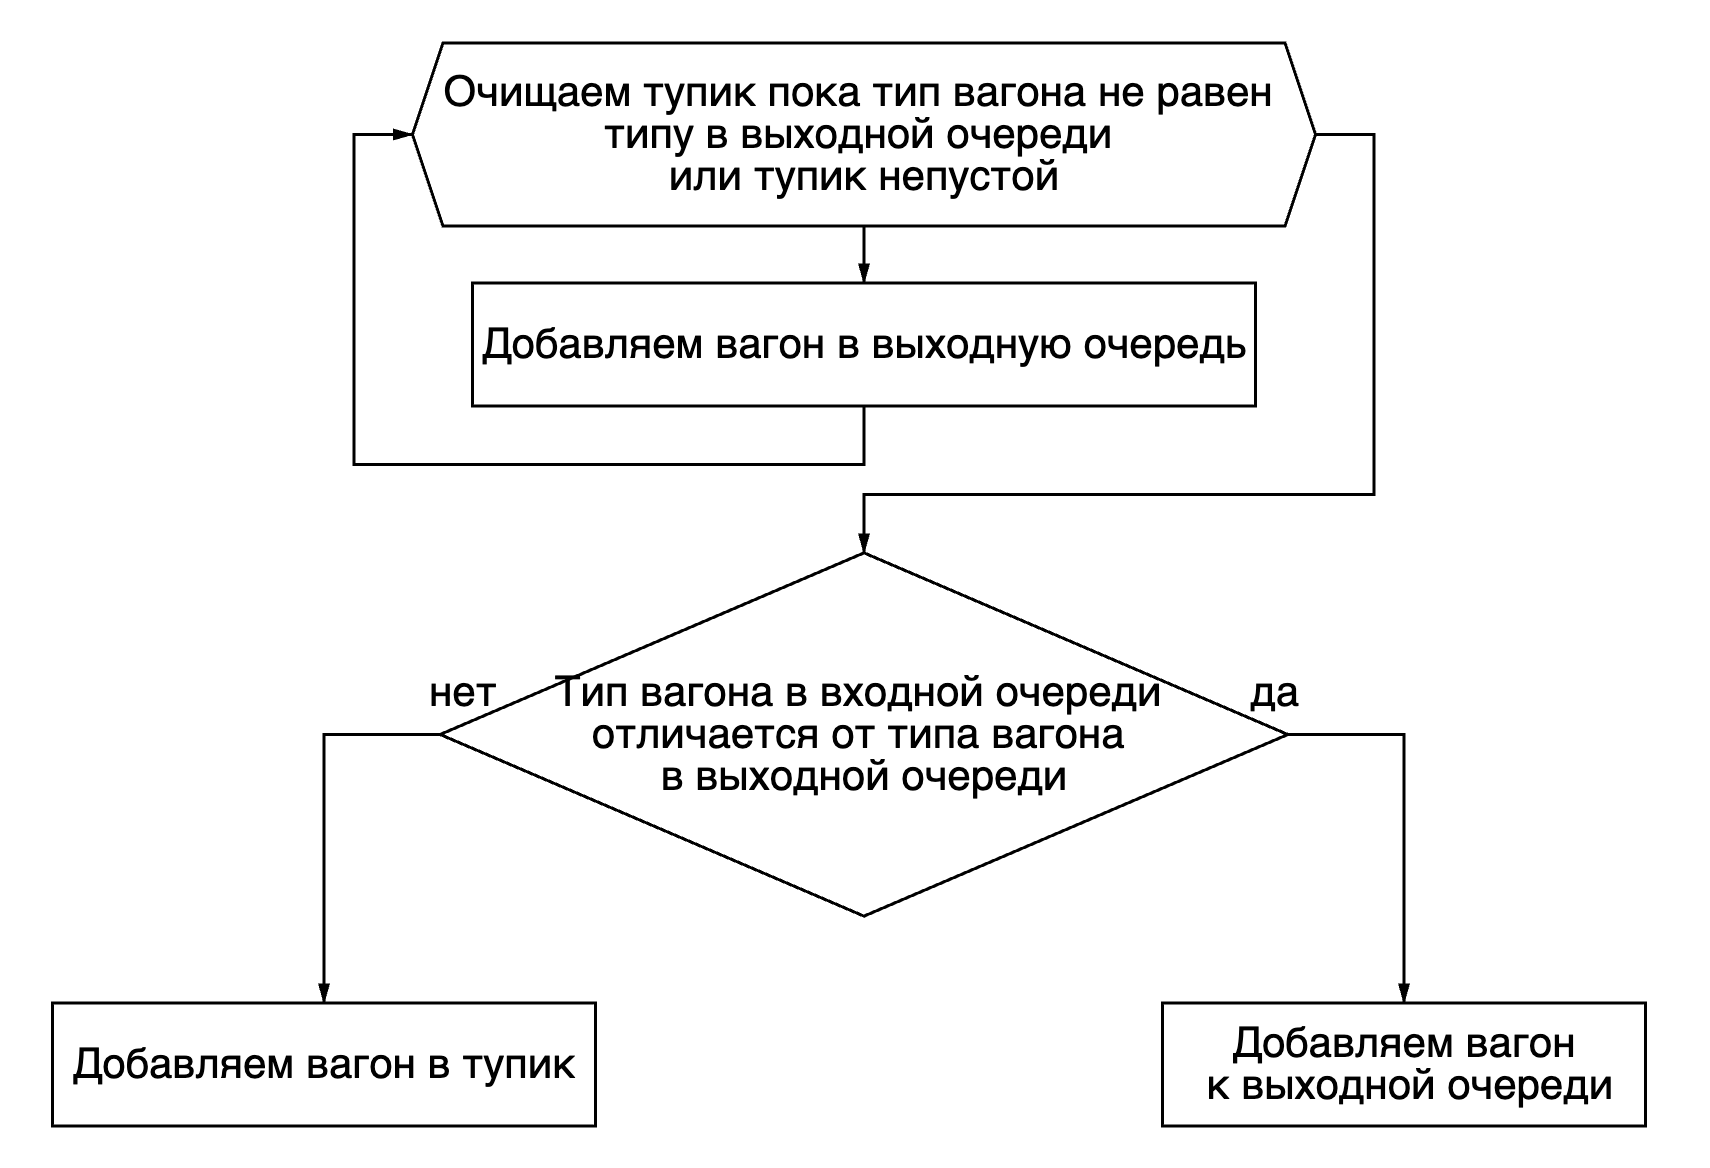 Очищаем тупик пока тип вагона не равен
типу в выходной очереди
или тупик непустой
Добавляем вагон в выходную очередь
нет
Тип вагона в входной очереди
отличается от типа вагона
в выходной очереди
да
Добавляем вагон в тупик
Добавляем вагон
к выходной очереди